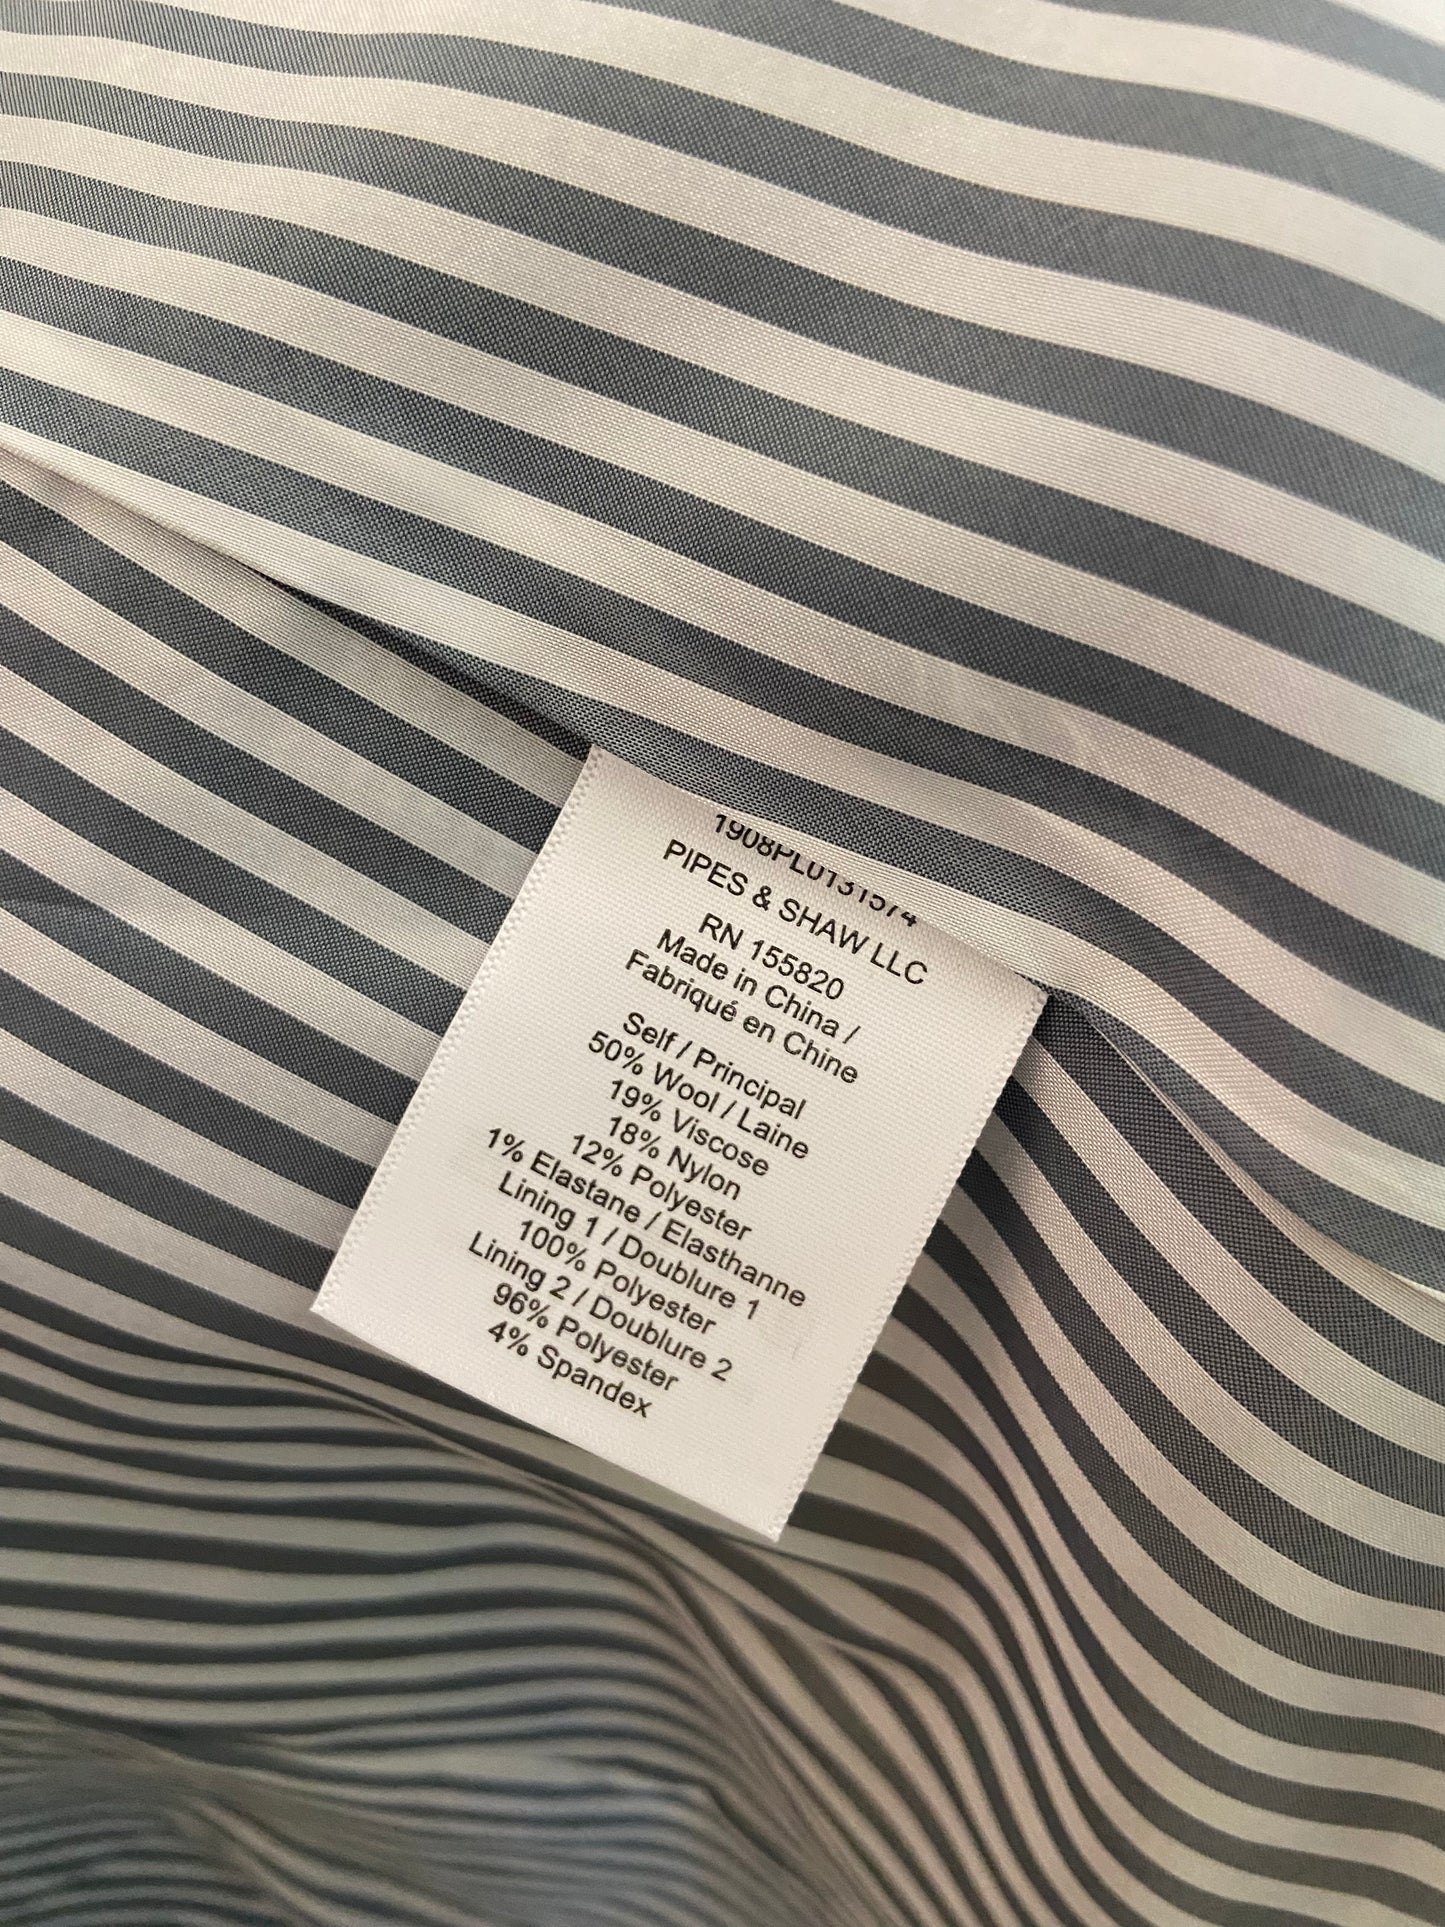 1908PL0131574
PIPES & SHAW LLC
RN 155820
Made in China /
Fabriqué en Chine
Self / Principal
50% Wool / Laine
19% Viscose
18% Nylon
12% Polyester
1% Elastane / Elasthanne
Lining 1 / Doublure 1
100% Polyester
Lining 2 / Doublure 2
96% Polyester
4% Spandex